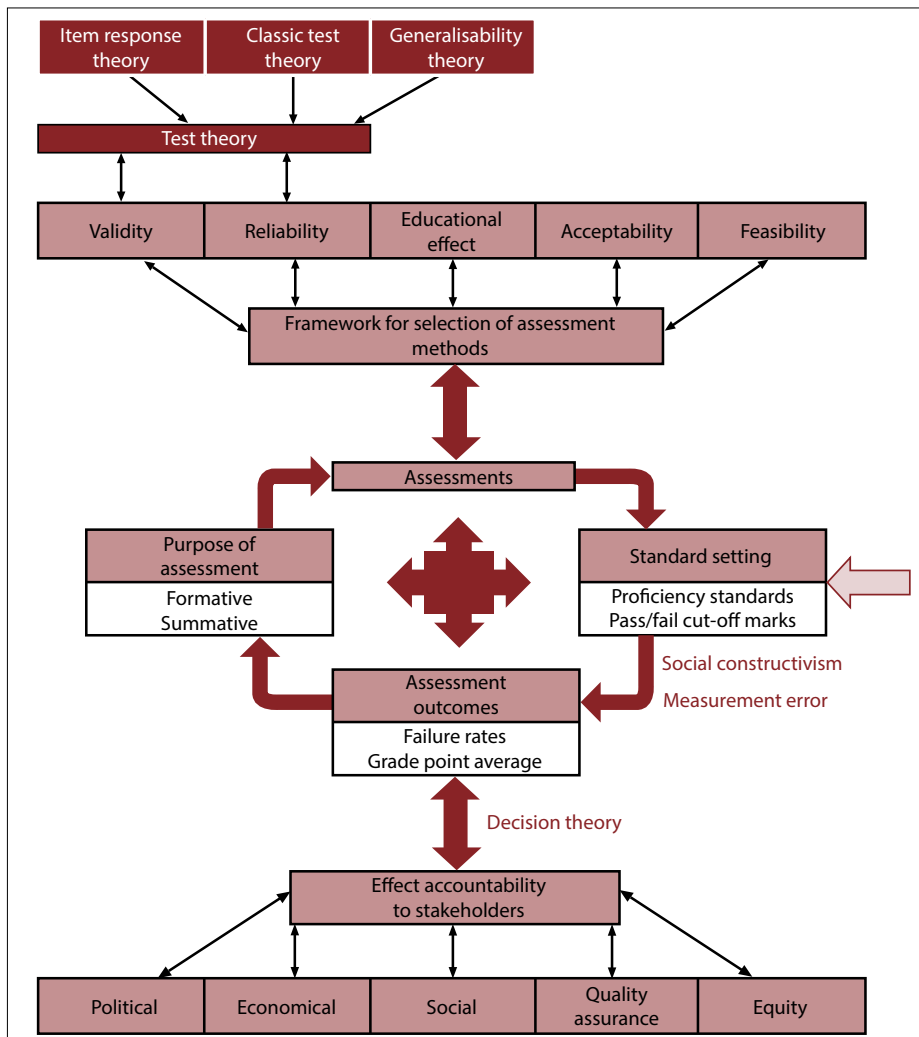 Item response
theory
Classic test
theory
Generalisability
theory
Test theory
Validity
Reliability
Educational
effect
Acceptability
Feasibility
Framework for selection of assessment
methods
Assessments
Purpose of
assessment
Formative
Summative
Standard setting
Proficiency standards
Pass/fail cut-off marks
Social constructivism
Measurement error
Assessment
outcomes
Failure rates
Grade point average
Decision theory
Effect accountability
to stakeholders
Political
Economical
Social
Quality
assurance
Equity